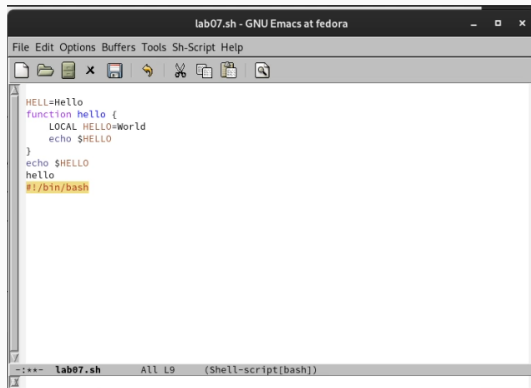 lab07.sh - GNU Emacs at fedora
File Edit Options Buffers Tools Sh-Script Help
HELL=Hello
function hello {
    LOCAL HELLO=World
    echo $HELLO
}
echo $HELLO
hello
#!/bin/bash
-:**-  lab07.sh    All L9    (Shell-script[bash])